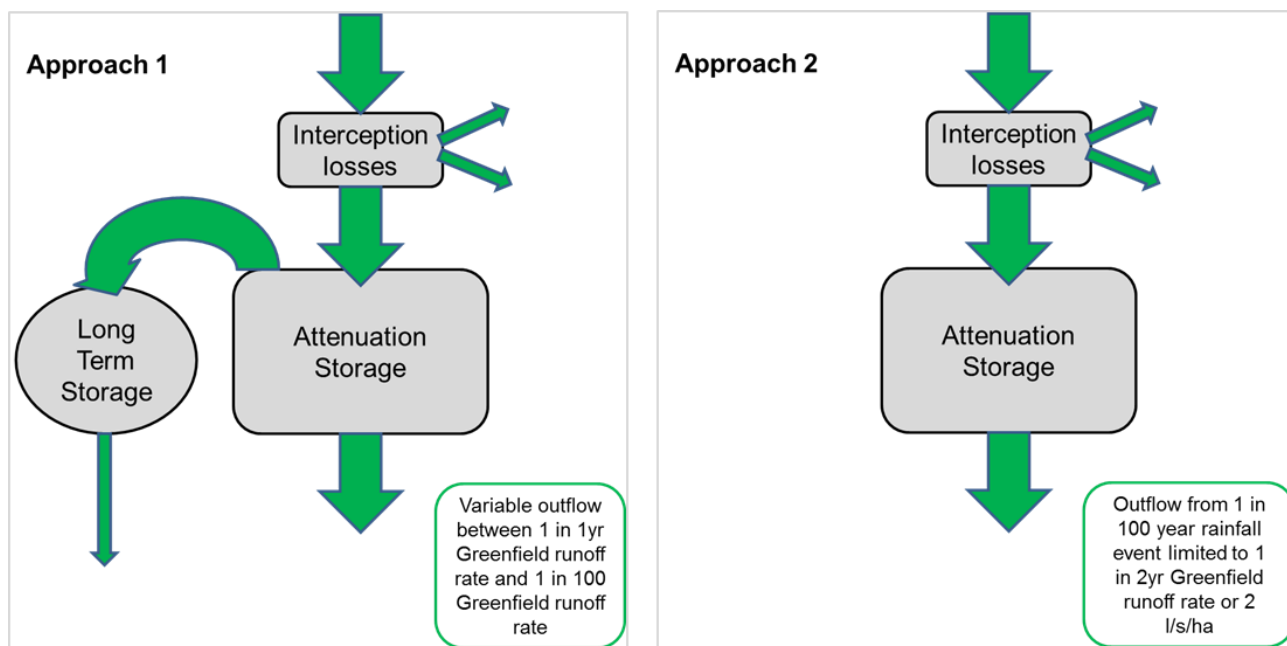 Approach 1
Interception
losses
Long
Term
Storage
Attenuation
Storage
Variable outflow
between 1 in 1yr
Greenfield runoff
rate and 1 in 100
Greenfield runoff
rate
Approach 2
Interception
losses
Attenuation
Storage
Outflow from 1 in
100 year rainfall
event limited to 1
in 2yr Greenfield
runoff rate or 2
l/s/ha